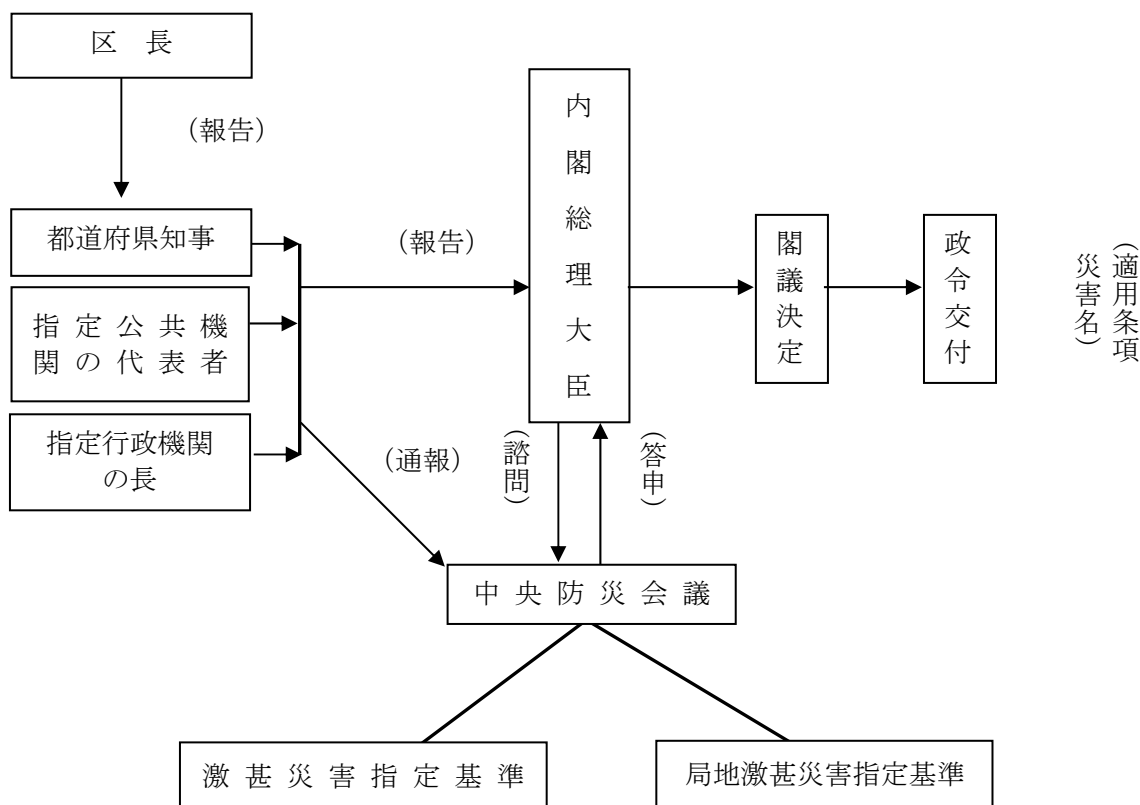 区　長
（報告）
都道府県知事
指定公共機
関の代表者
指定行政機関
の長
（報告）
（通報）
内閣総理大臣
（諮問）
（答申）
閣議決定
政令交付
（適用条項
災害名）
中央防災会議
激甚災害指定基準
局地激甚災害指定基準